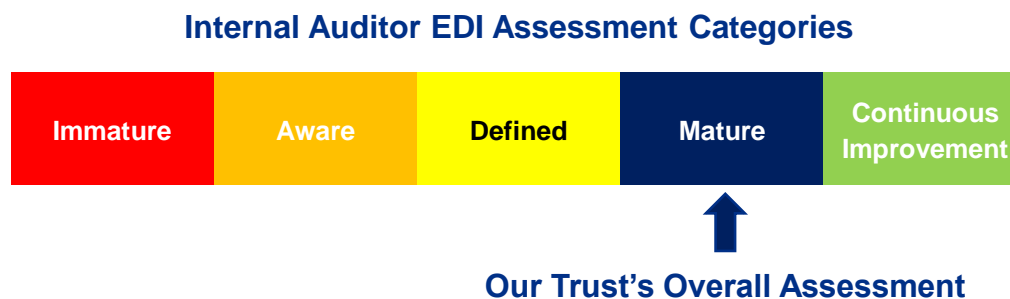 Internal Auditor EDI Assessment Categories
Immature
Aware
Defined
Mature
Continuous
Improvement
Our Trust's Overall Assessment